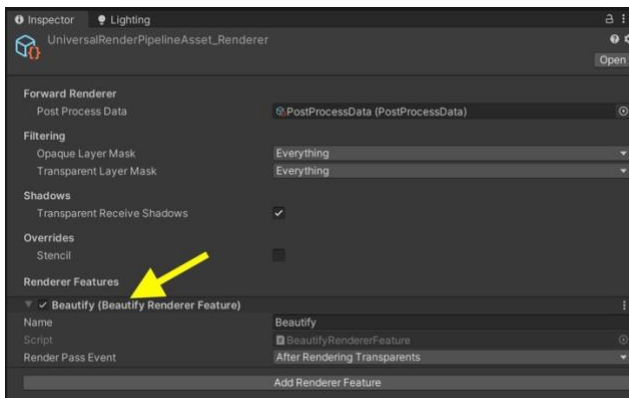 Inspector Lighting
UniversalRenderPipelineAsset_Renderer
Open
Forward Renderer
Post Process Data PostProcessData (PostProcessData)
Filtering
Opaque Layer Mask Everything
Transparent Layer Mask Everything
Shadows
Transparent Receive Shadows
Overrides
Stencil
Renderer Features
Beautify (Beautify Renderer Feature)
Name Beautify
Script BeautifyRendererFeature
Render Pass Event After Rendering Transparents
Add Renderer Feature